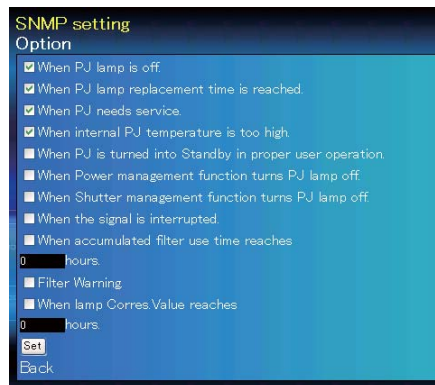 SNMP setting
Option
When PJ lamp is off.
When PJ lamp replacement time is reached.
When PJ needs service.
When internal PJ temperature is too high.
When PJ is turned into Standby in proper user operation.
When Power management function turns PJ lamp off.
When Shutter management function turns PJ lamp off.
When the signal is interrupted.
When accumulated filter use time reaches
0 hours.
Filter Warning
When lamp Corres.Value reaches
0 hours.
Set
Back